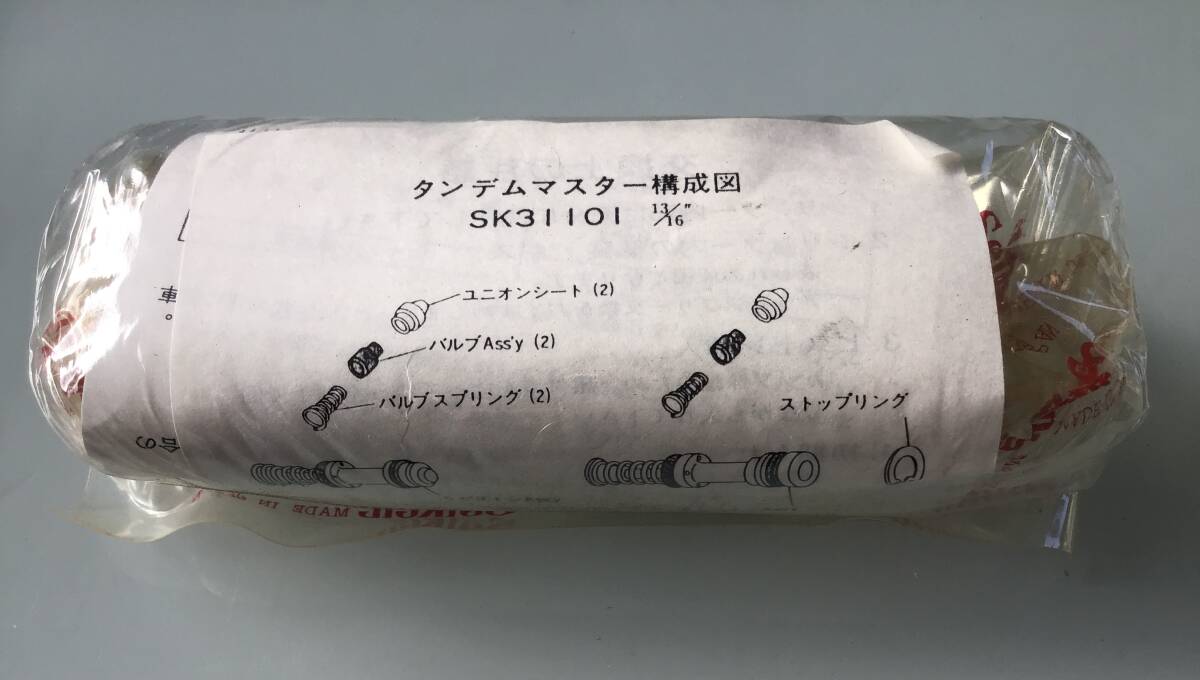 タンデムマスター構成図
SK31101 13/16"
ユニオンシート (2)
バルブAss'y (2)
バルブスプリング (2)
ストップリング
車
。
合9
MADE IN